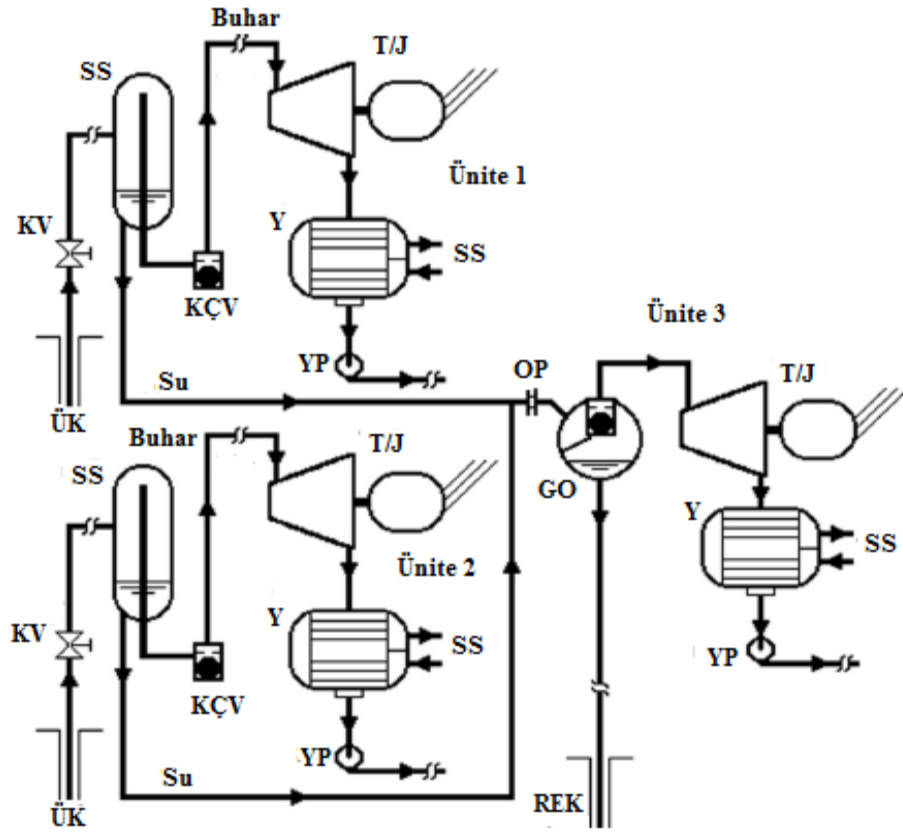 Buhar
T/J
SS
Ünite 1
KV
Y
SS
KÇV
Ünite 3
YP
OP
T/J
Su
ÜK
Buhar
T/J
SS
GO
Y
Ünite 2
SS
KV
Y
SS
YP
KÇV
YP
Su
REK
ÜK